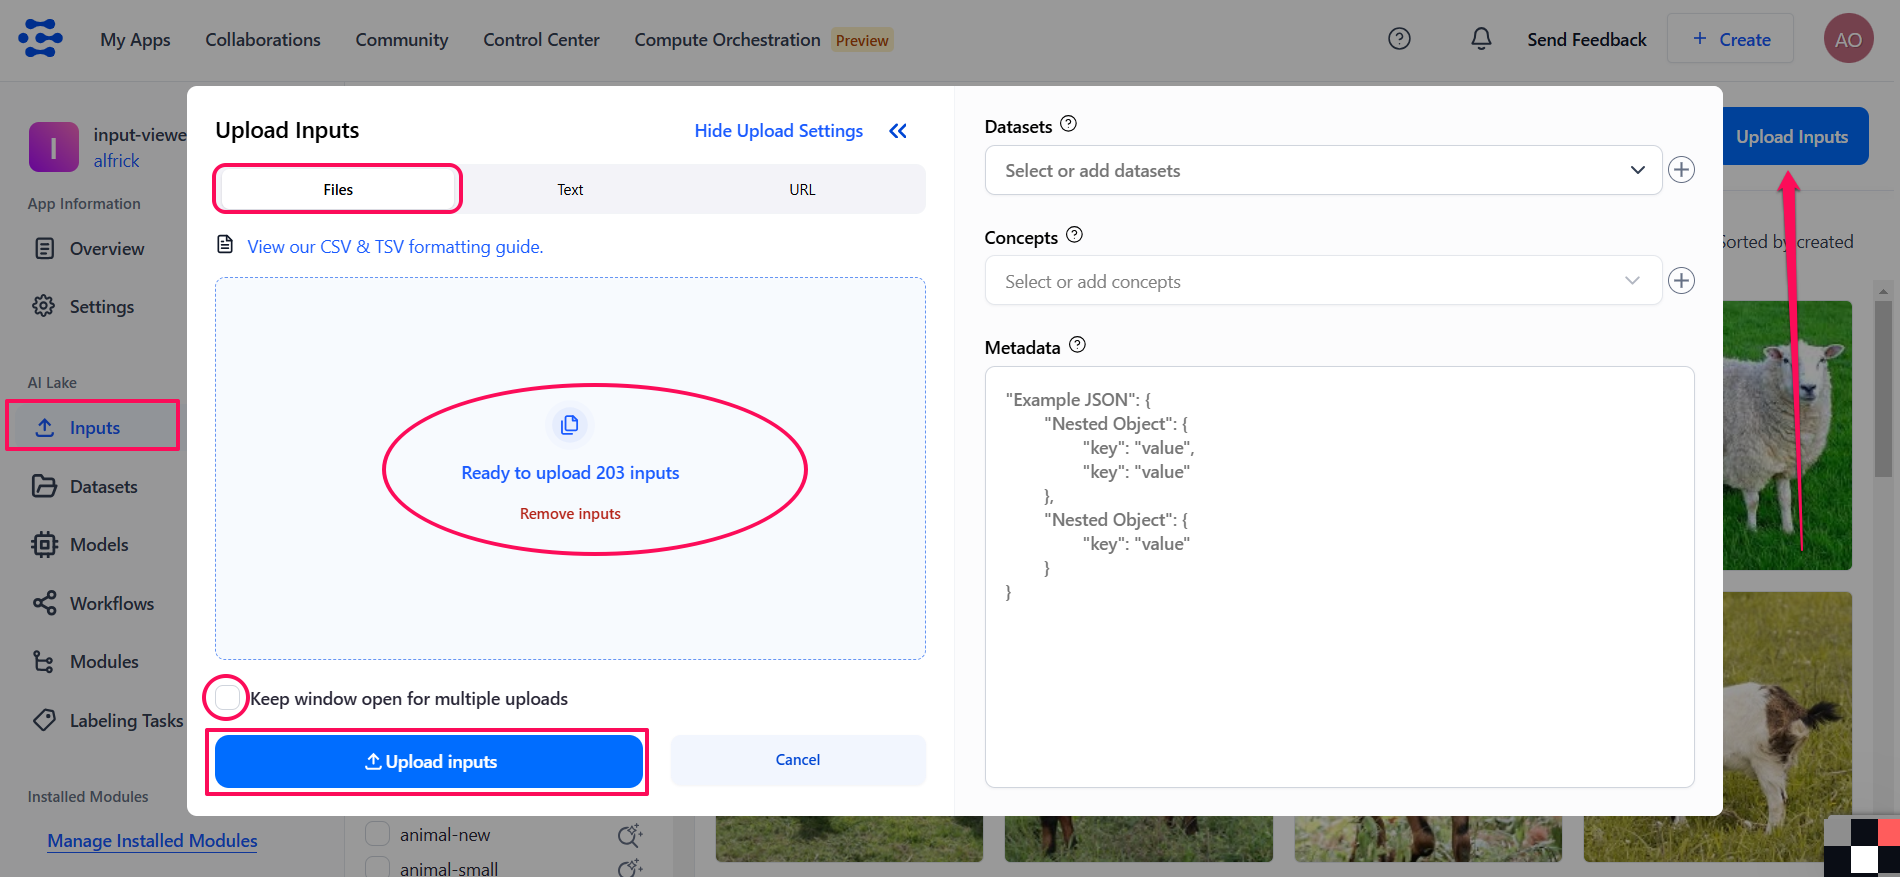 My Apps
Collaborations
Community
Control Center
Compute Orchestration
Preview
Send Feedback
+ Create
AO
I
input-viewe
alfrick
App Information
Overview
Settings
AI Lake
Inputs
Datasets
Models
Workflows
Modules
Labeling Tasks
Installed Modules
Manage Installed Modules
Upload Inputs
Hide Upload Settings
Files
Text
URL
View our CSV & TSV formatting guide.
Ready to upload 203 inputs
Remove inputs
Keep window open for multiple uploads
Upload inputs
Cancel
Datasets
Select or add datasets
Concepts
Select or add concepts
Metadata
"Example JSON": {
"Nested Object": {
"key": "value",
"key": "value"
},
"Nested Object": {
"key": "value"
}
}
Upload Inputs
Sorted by created
animal-new
animal-small